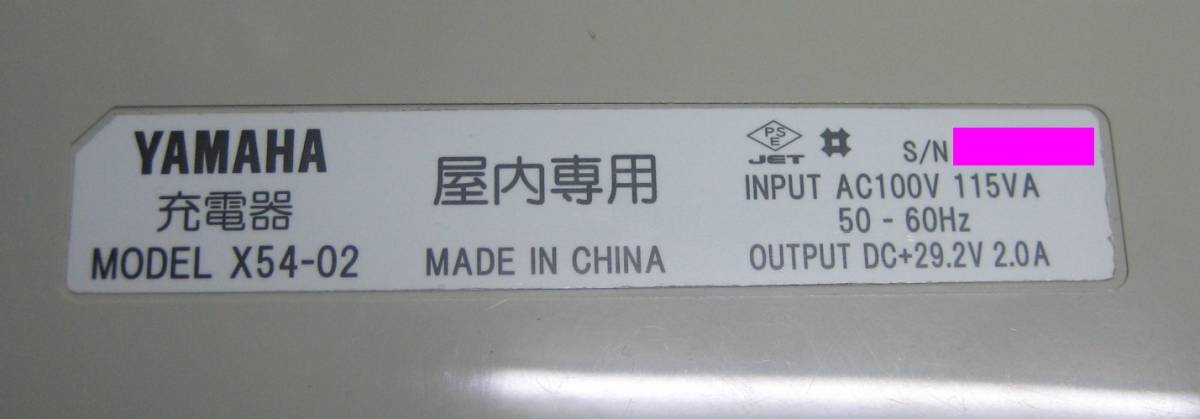 YAMAHA
充電器
MODEL X54-02
屋内専用
MADE IN CHINA
PS
E
JET
S/N
INPUT AC100V 115VA
50 - 60Hz
OUTPUT DC+29.2V 2.0A